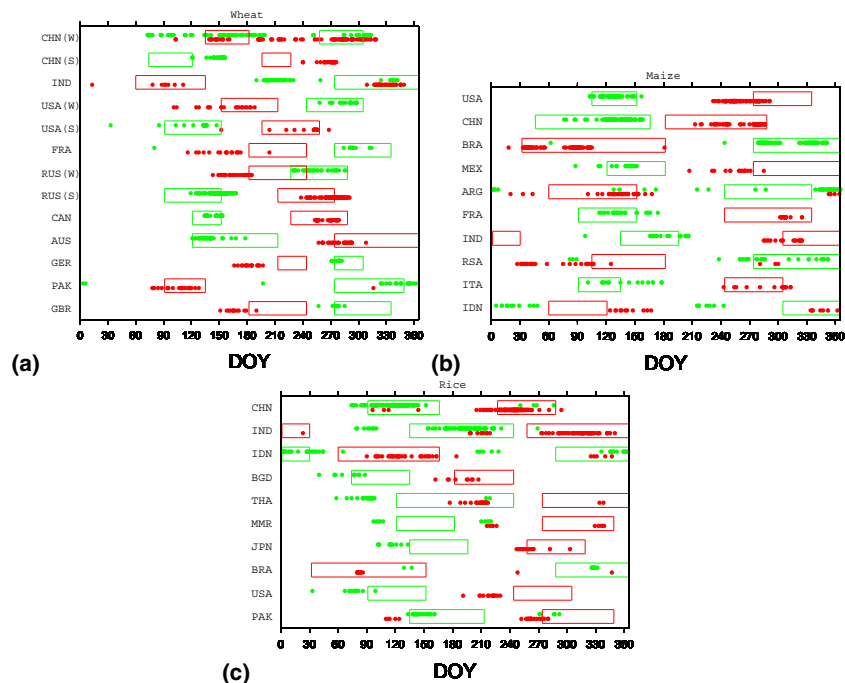 Wheat
CHN(W)
CHN(S)
IND
USA(W)
USA(S)
FRA
RUS(W)
RUS(S)
CAN
AUS
GER
PAK
GBR
0 30 60 90 120 150 180 210 240 270 300 330 360
(a)
DOY
Maize
USA
CHN
BRA
MEX
ARG
FRA
IND
RSA
ITA
IDN
0 30 60 90 120 150 180 210 240 270 300 330 360
(b)
DOY
Rice
CHN
IND
IDN
BGD
THA
MMR
JPN
BRA
USA
PAK
0 30 60 90 120 150 180 210 240 270 300 330 360
(c)
DOY